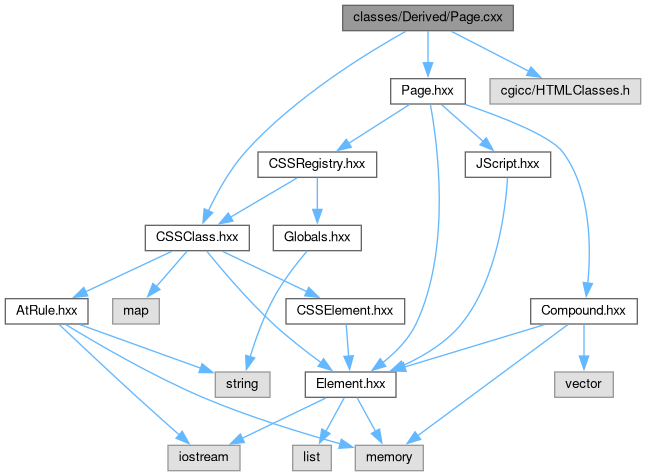 classes/Derived/Page.cxx
Page.hxx
cgicc/HTMLClasses.h
CSSRegistry.hxx
JScript.hxx
CSSClass.hxx
Globals.hxx
AtRule.hxx
map
CSSElement.hxx
Compound.hxx
string
Element.hxx
vector
iostream
list
memory